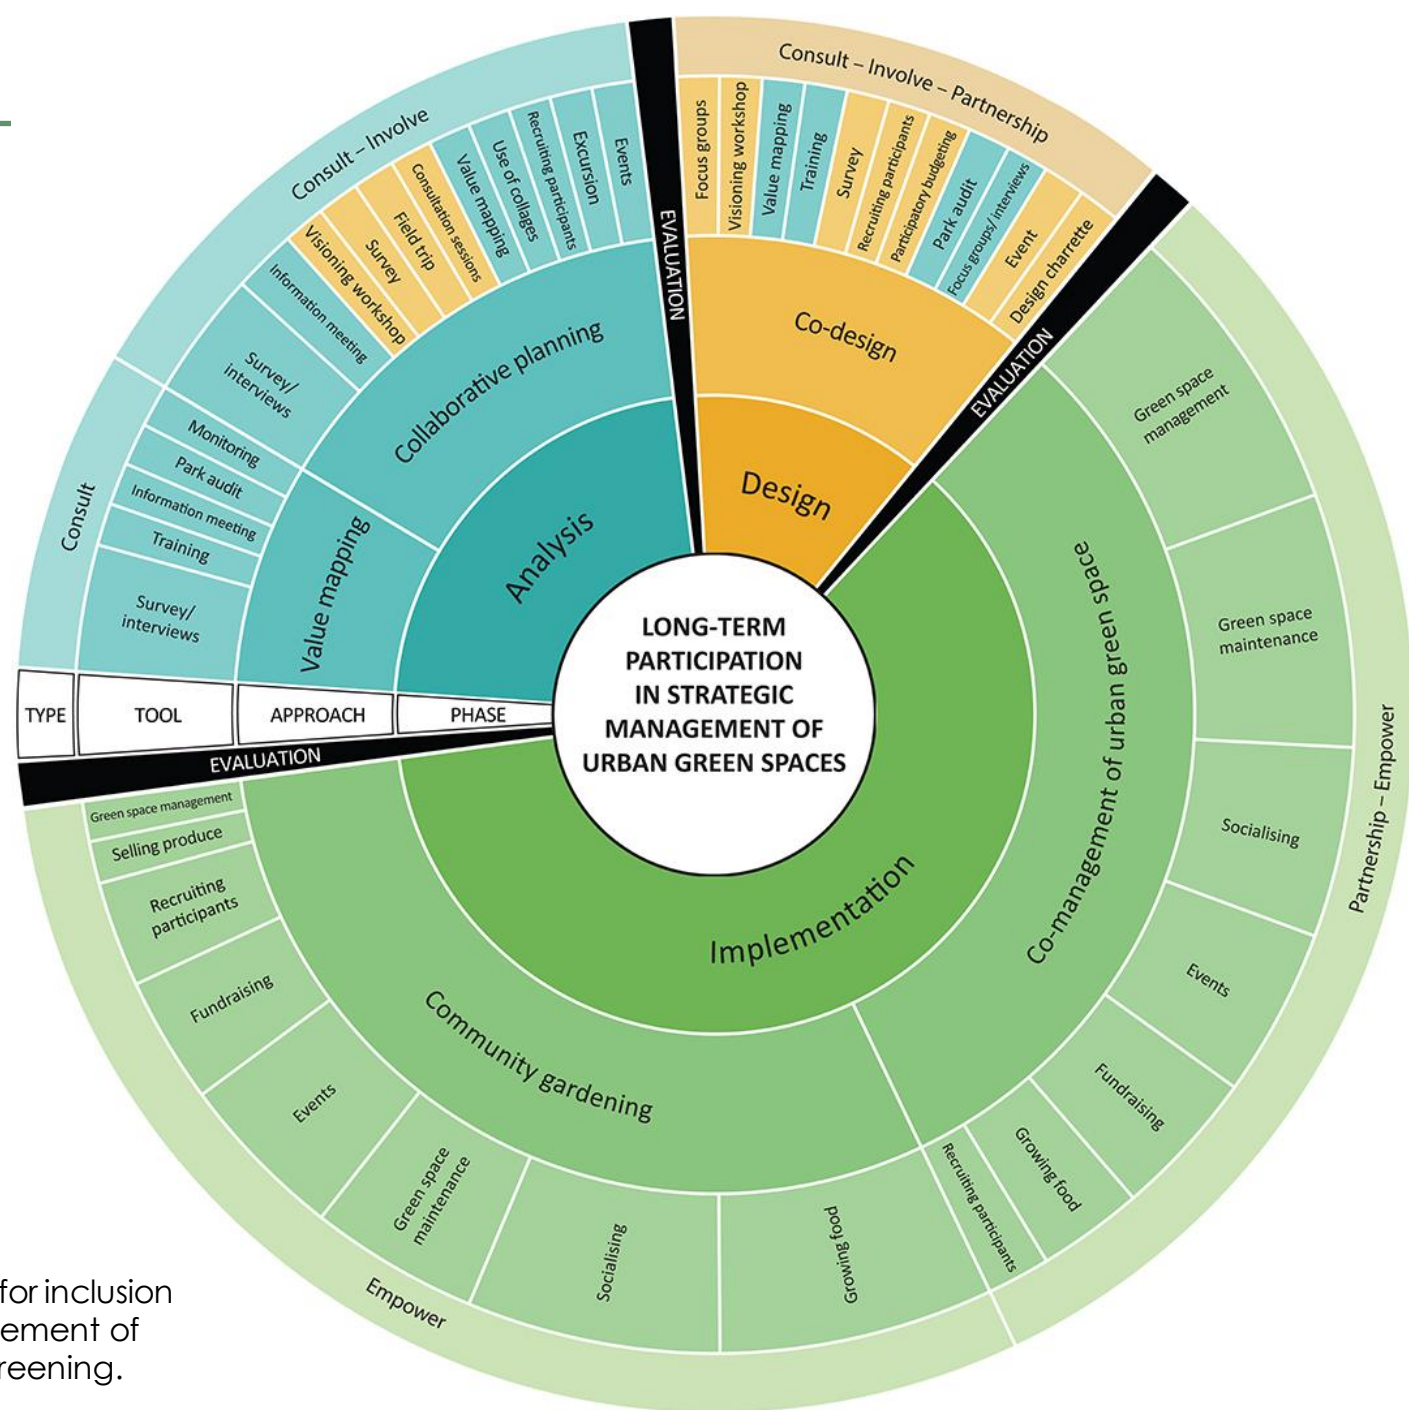 LONG-TERM
PARTICIPATION
IN STRATEGIC
MANAGEMENT OF
URBAN GREEN SPACES
TYPE
TOOL
APPROACH
PHASE
Analysis
Value mapping
Consult
Survey/
interviews
Training
Information meeting
Park audit
Monitoring
Collaborative planning
Consult – Involve
Survey/
interviews
Information meeting
Visioning workshop
Survey
Field trip
Consultation sessions
Value mapping
Use of collages
Recruiting participants
Excursion
Events
EVALUATION
Design
Co-design
Consult – Involve – Partnership
Focus groups
Visioning workshop
Value mapping
Training
Survey
Recruiting participants
Participatory budgeting
Park audit
Focus groups/ interviews
Event
Design charrette
EVALUATION
Implementation
Co-management of urban green space
Partnership – Empower
Green space
management
Green space
maintenance
Socialising
Events
Fundraising
Growing food
Recruiting participants
Community gardening
Empower
Growing food
Socialising
Green space
maintenance
Events
Fundraising
Recruiting
participants
Selling produce
Green space management
EVALUATION
for inclusion
ement of
reening.